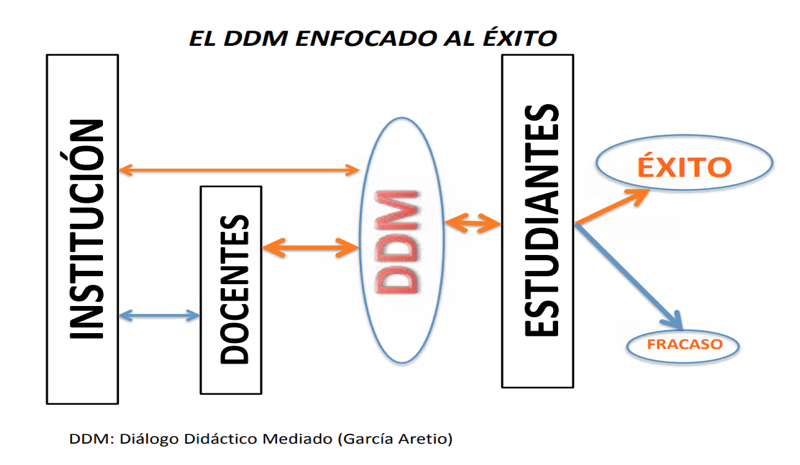 EL DDM ENFOCADO AL ÉXITO
INSTITUCIÓN
DOCENTES
DDM
ESTUDIANTES
ÉXITO
FRACASO
DDM: Diálogo Didáctico Mediado (García Aretio)